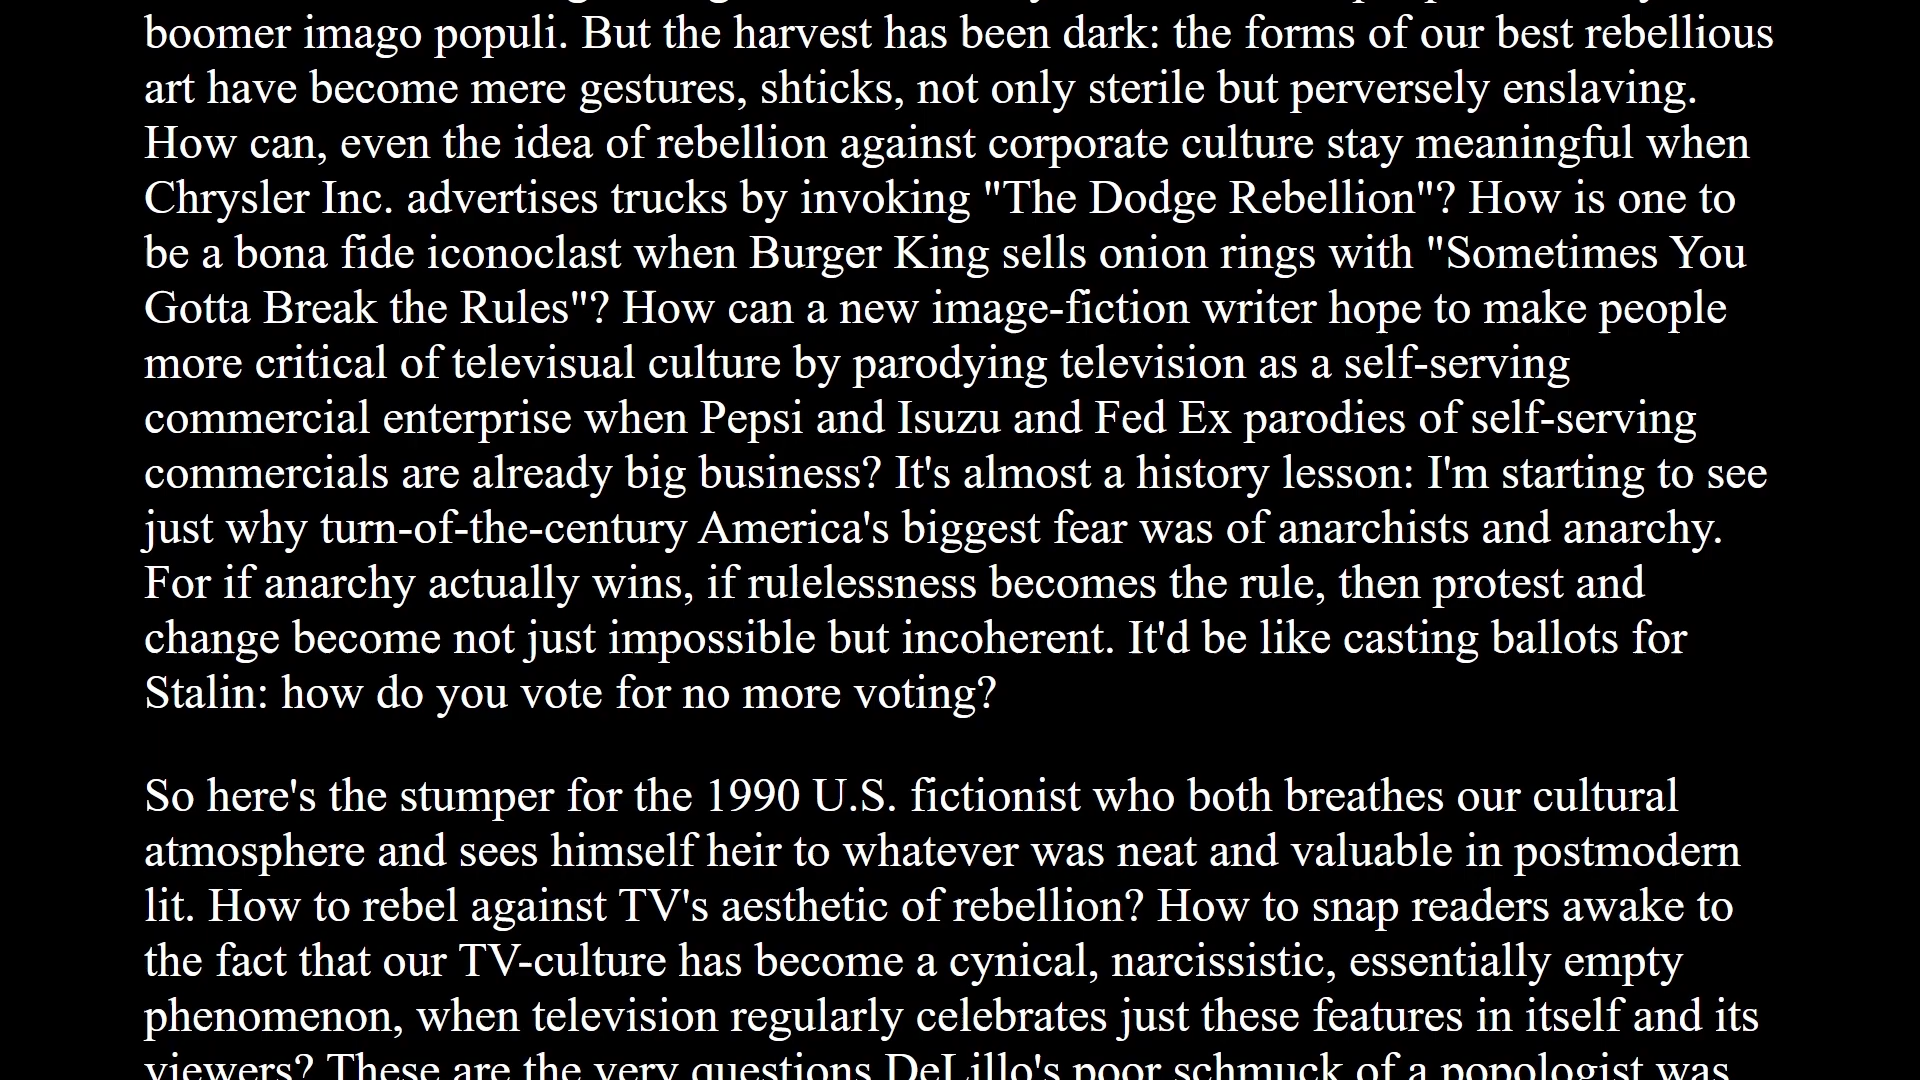 boomer imago populi. But the harvest has been dark: the forms of our best rebellious
art have become mere gestures, shticks, not only sterile but perversely enslaving.
How can, even the idea of rebellion against corporate culture stay meaningful when
Chrysler Inc. advertises trucks by invoking "The Dodge Rebellion"? How is one to
be a bona fide iconoclast when Burger King sells onion rings with "Sometimes You
Gotta Break the Rules"? How can a new image-fiction writer hope to make people
more critical of televisual culture by parodying television as a self-serving
commercial enterprise when Pepsi and Isuzu and Fed Ex parodies of self-serving
commercials are already big business? It's almost a history lesson: I'm starting to see
just why turn-of-the-century America's biggest fear was of anarchists and anarchy.
For if anarchy actually wins, if rulelessness becomes the rule, then protest and
change become not just impossible but incoherent. It'd be like casting ballots for
Stalin: how do you vote for no more voting?
So here's the stumper for the 1990 U.S. fictionist who both breathes our cultural
atmosphere and sees himself heir to whatever was neat and valuable in postmodern
lit. How to rebel against TV's aesthetic of rebellion? How to snap readers awake to
the fact that our TV-culture has become a cynical, narcissistic, essentially empty
phenomenon, when television regularly celebrates just these features in itself and its
viewers? These are the very questions DeLillo's poor schmuck of a popologist was